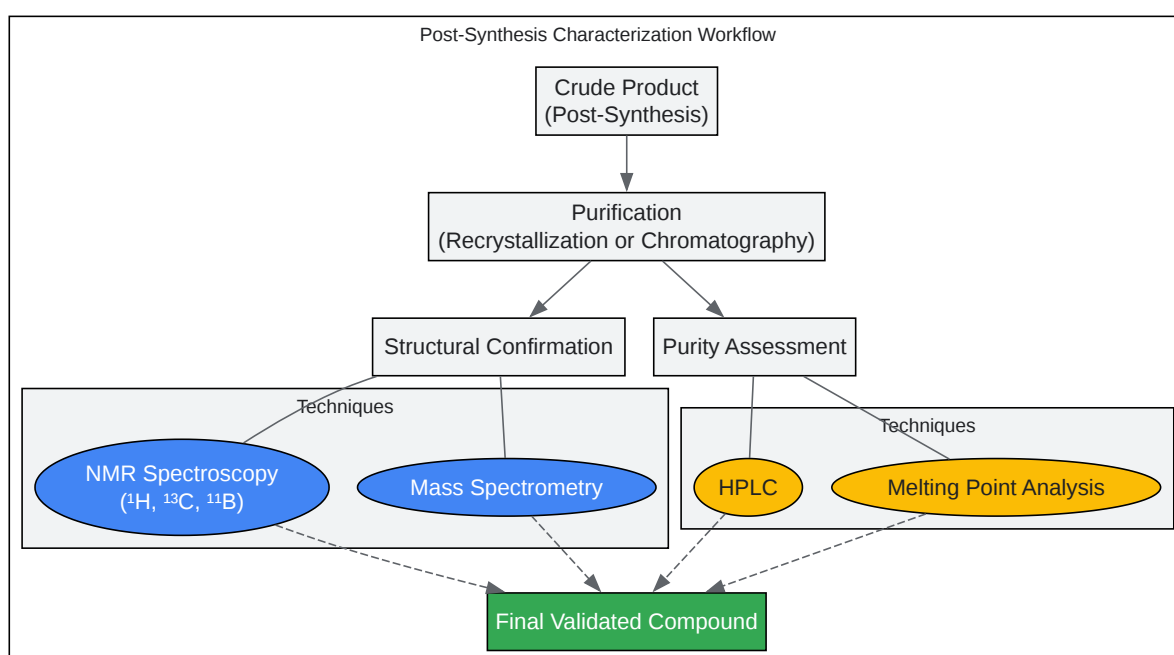 Post-Synthesis Characterization Workflow
Crude Product
(Post-Synthesis)
Purification
(Recrystallization or Chromatography)
Structural Confirmation
Purity Assessment
Techniques
Techniques
NMR Spectroscopy
(¹H, ¹³C, ¹¹B)
Mass Spectrometry
HPLC
Melting Point Analysis
Final Validated Compound